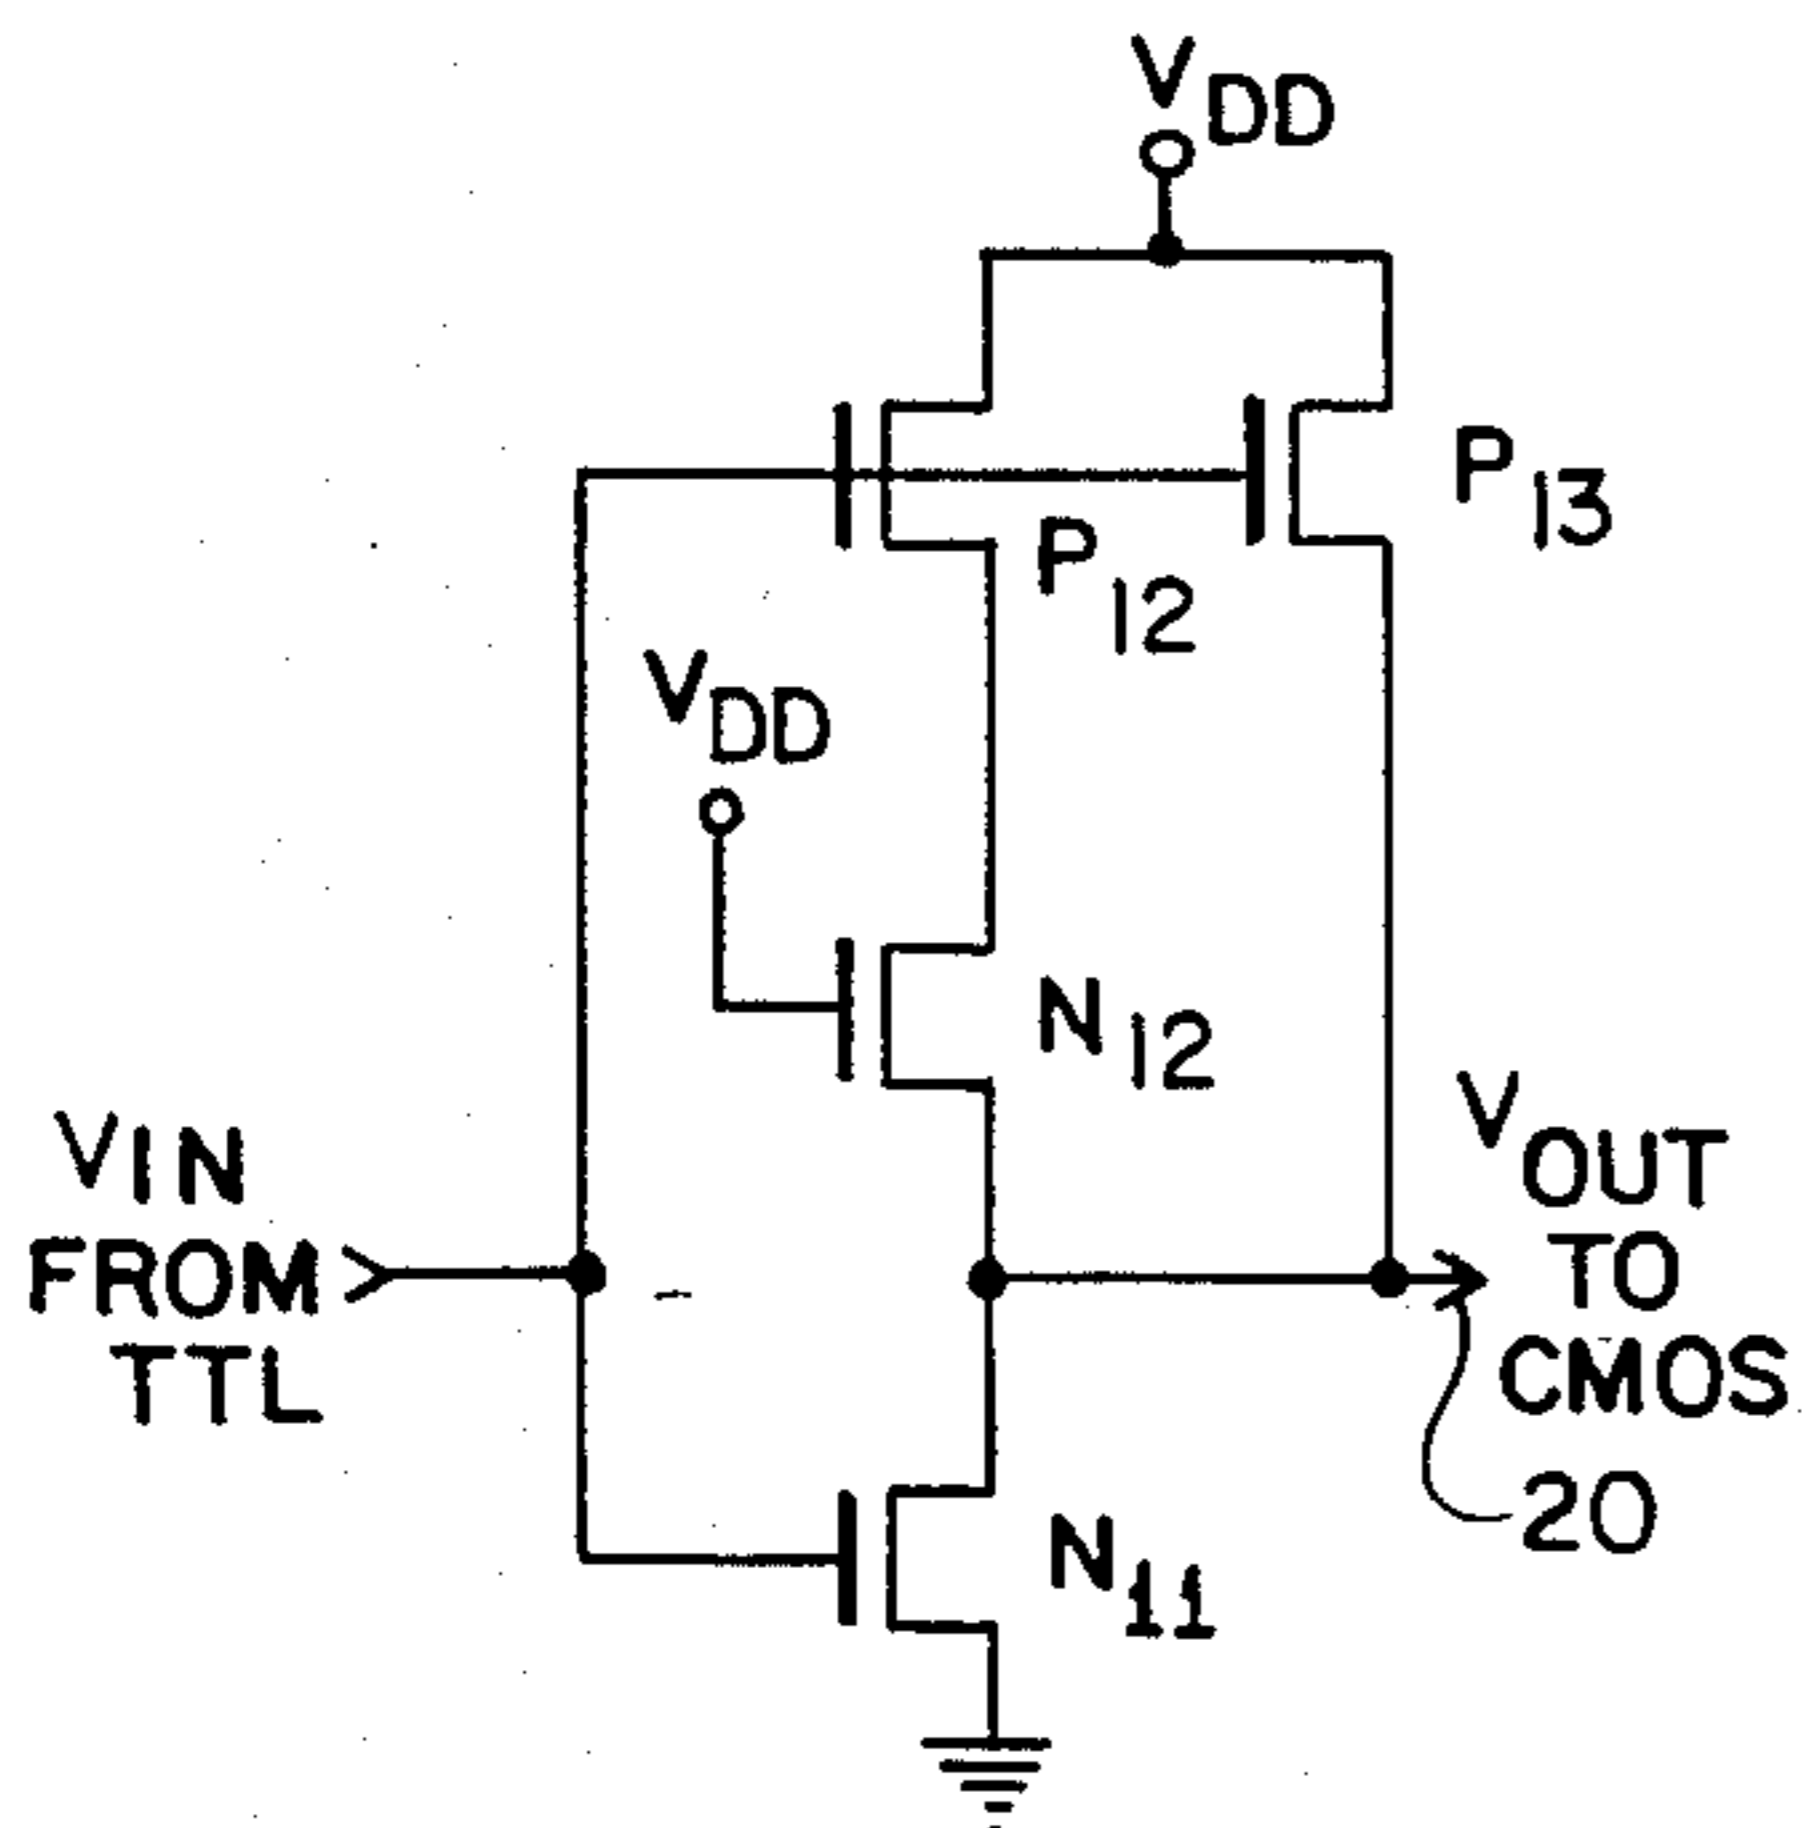 VDD
P13
P12
VDD
N12
VIN
FROM
TTL
VOUT
TO
CMOS
20
N11